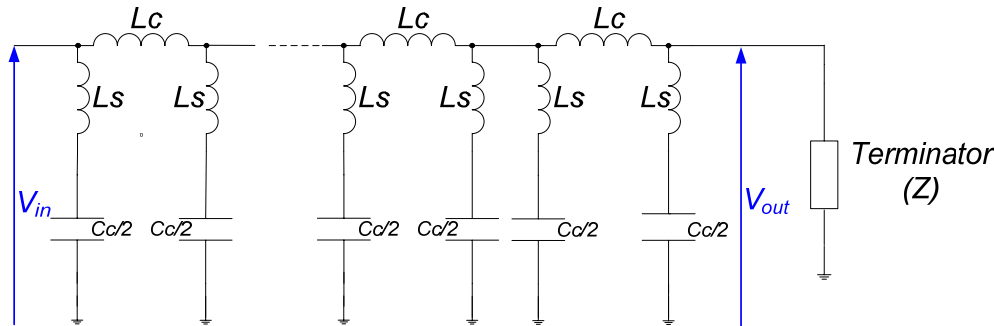 Lc Lc Lc
Ls Ls Ls Ls Ls Ls
Terminator
(Z)
Vin Vout
Cc/2 Cc/2 Cc/2 Cc/2 Cc/2 Cc/2